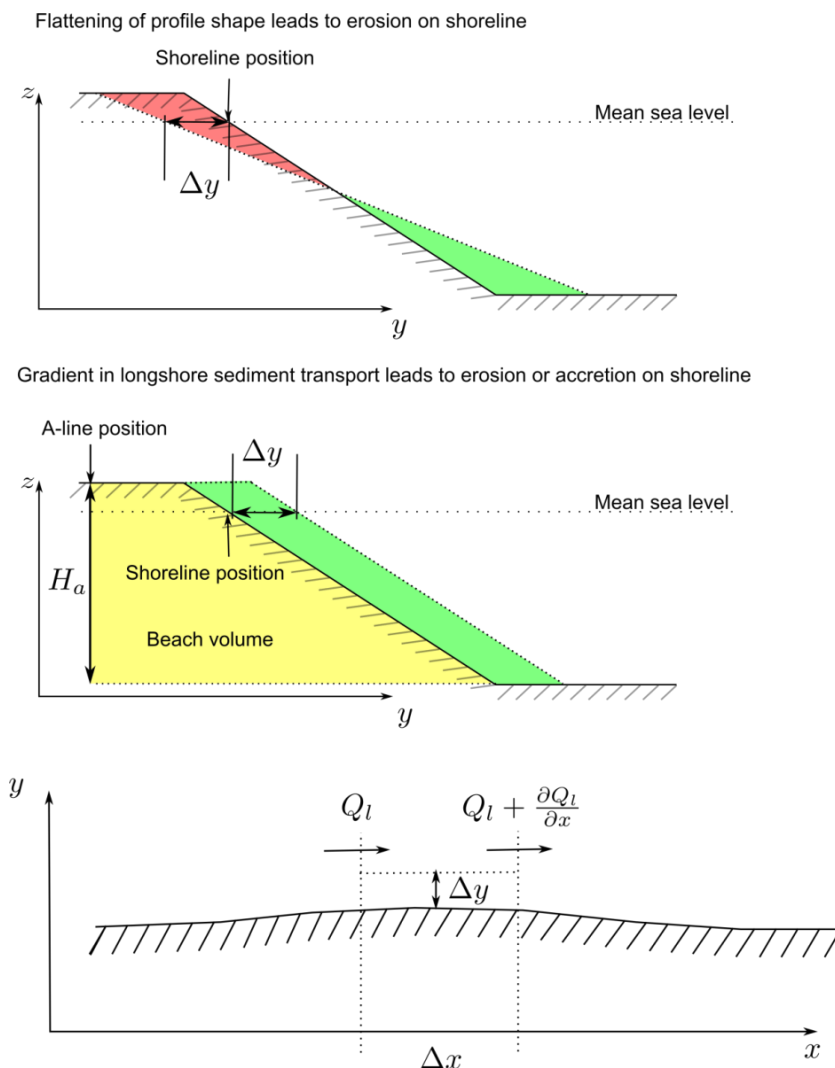 Flattening of profile shape leads to erosion on shoreline
Shoreline position
z
Mean sea level
Δy
y
Gradient in longshore sediment transport leads to erosion or accretion on shoreline
A-line position
Δy
z
Mean sea level
H_a
Shoreline position
Beach volume
y
y
Q_l
Q_l + ∂Q_l/∂x
Δy
Δx
x